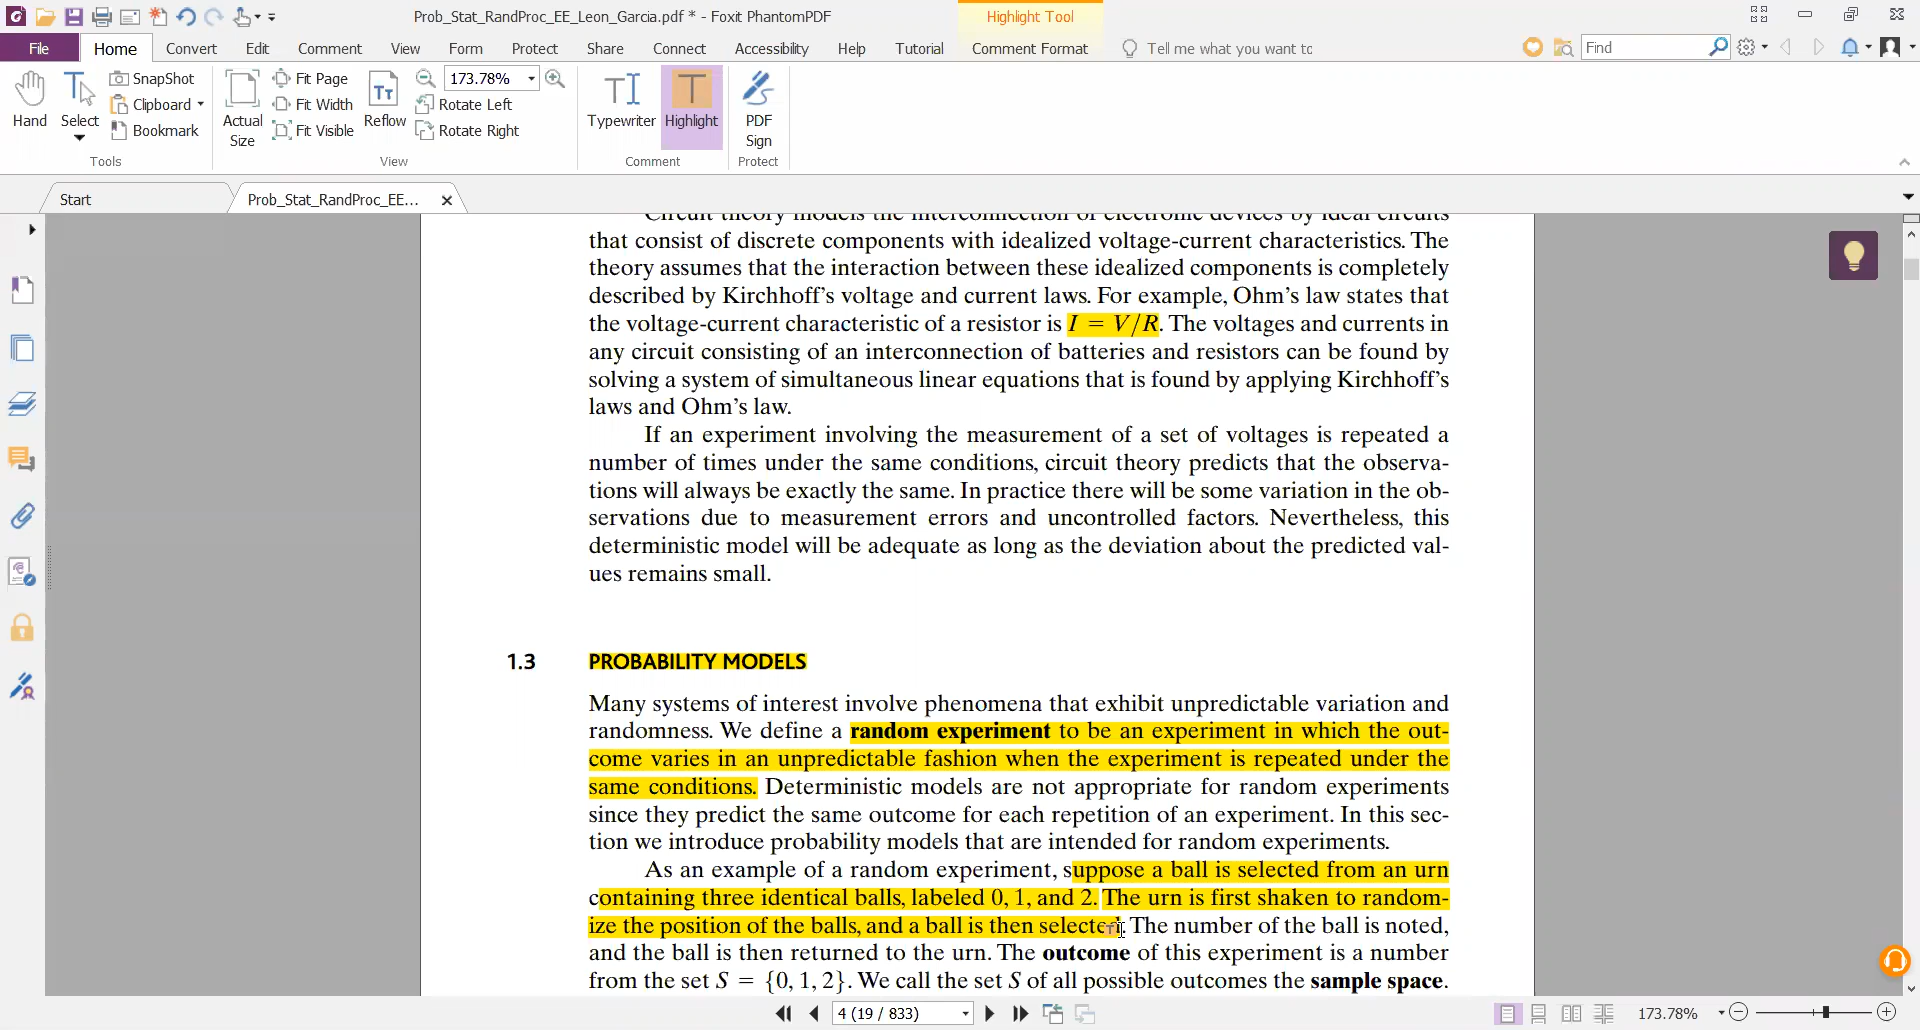 Prob_Stat_RandProc_EE_Leon_Garcia.pdf * - Foxit PhantomPDF
Highlight Tool
File Home Convert Edit Comment View Form Protect Share Connect Accessibility Help Tutorial Comment Format Tell me what you want to Find
Hand
Select
SnapShot
Clipboard
Bookmark
Tools
Actual Size
Fit Page
Fit Width
Fit Visible
Reflow
173.78%
Rotate Left
Rotate Right
View
Typewriter
Highlight
Comment
PDF Sign
Protect
Start
Prob_Stat_RandProc_EE...
Circuit theory models the interconnection of electronic devices by ideal circuits
that consist of discrete components with idealized voltage-current characteristics. The
theory assumes that the interaction between these idealized components is completely
described by Kirchhoff's voltage and current laws. For example, Ohm's law states that
the voltage-current characteristic of a resistor is I = V/R. The voltages and currents in
any circuit consisting of an interconnection of batteries and resistors can be found by
solving a system of simultaneous linear equations that is found by applying Kirchhoff's
laws and Ohm's law.
If an experiment involving the measurement of a set of voltages is repeated a
number of times under the same conditions, circuit theory predicts that the observa-
tions will always be exactly the same. In practice there will be some variation in the ob-
servations due to measurement errors and uncontrolled factors. Nevertheless, this
deterministic model will be adequate as long as the deviation about the predicted val-
ues remains small.
1.3 PROBABILITY MODELS
Many systems of interest involve phenomena that exhibit unpredictable variation and
randomness. We define a random experiment to be an experiment in which the out-
come varies in an unpredictable fashion when the experiment is repeated under the
same conditions. Deterministic models are not appropriate for random experiments
since they predict the same outcome for each repetition of an experiment. In this sec-
tion we introduce probability models that are intended for random experiments.
As an example of a random experiment, suppose a ball is selected from an urn
containing three identical balls, labeled 0, 1, and 2. The urn is first shaken to random-
ize the position of the balls, and a ball is then selected. The number of the ball is noted,
and the ball is then returned to the urn. The outcome of this experiment is a number
from the set S = {0, 1, 2}. We call the set S of all possible outcomes the sample space.
4 (19 / 833)
173.78%